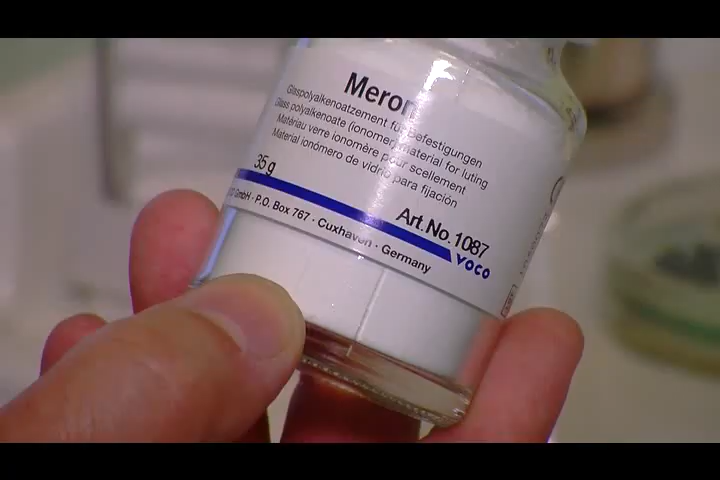 Meron
Glaspolyalkenoatzement für Befestigungen
Glass polyalkenoate (ionomer) material for luting
Matériau verre ionomère pour scellement
Material ionómero de vidrio para fijación
35 g
GmbH · P.O. Box 767 · Cuxhaven · Germany
Art.No. 1087
VOCO